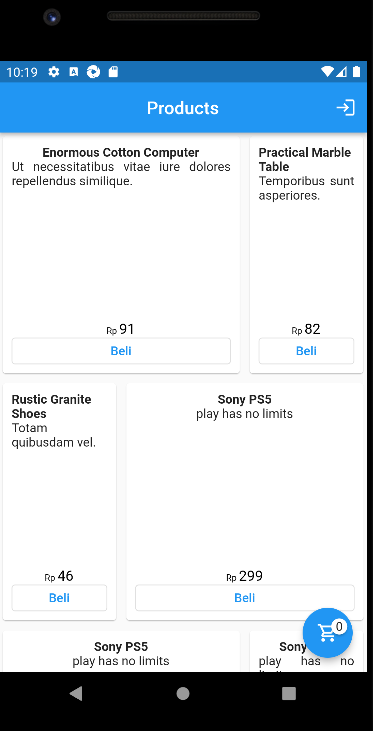 10:19
Products
Enormous Cotton Computer
Ut necessitatibus vitae iure dolores
repellendus similique.
Rp 91
Beli
Practical Marble
Table
Temporibus sunt
asperiores.
Rp 82
Beli
Rustic Granite
Shoes
Totam
quibusdam vel.
Rp 46
Beli
Sony PS5
play has no limits
Rp 299
Beli
0
Sony PS5
play has no limits
Sony
play has no